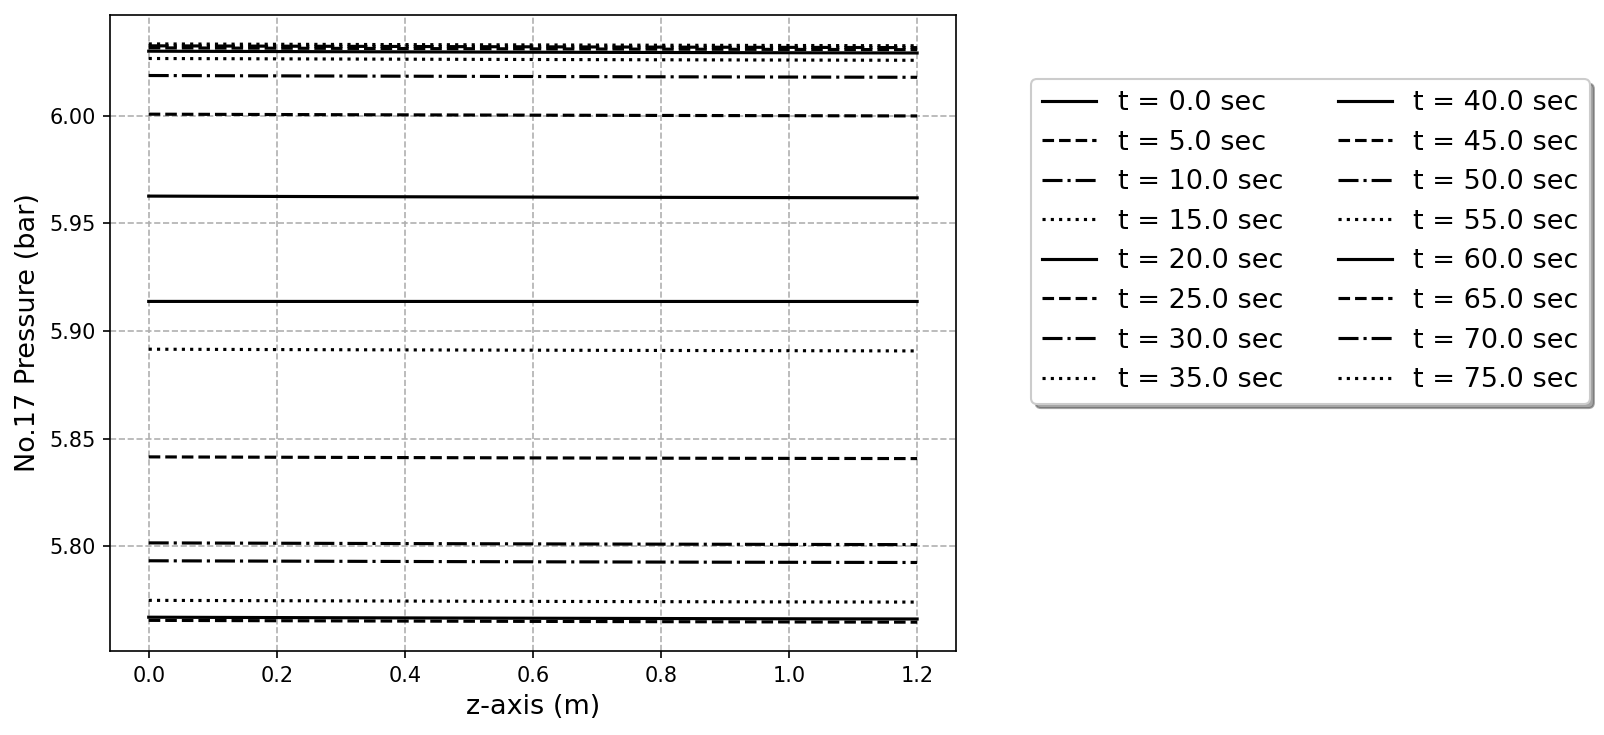 No.17 Pressure (bar)
6.00
5.95
5.90
5.85
5.80
0.0 0.2 0.4 0.6 0.8 1.0 1.2
z-axis (m)
t = 0.0 sec
t = 5.0 sec
t = 10.0 sec
t = 15.0 sec
t = 20.0 sec
t = 25.0 sec
t = 30.0 sec
t = 35.0 sec
t = 40.0 sec
t = 45.0 sec
t = 50.0 sec
t = 55.0 sec
t = 60.0 sec
t = 65.0 sec
t = 70.0 sec
t = 75.0 sec